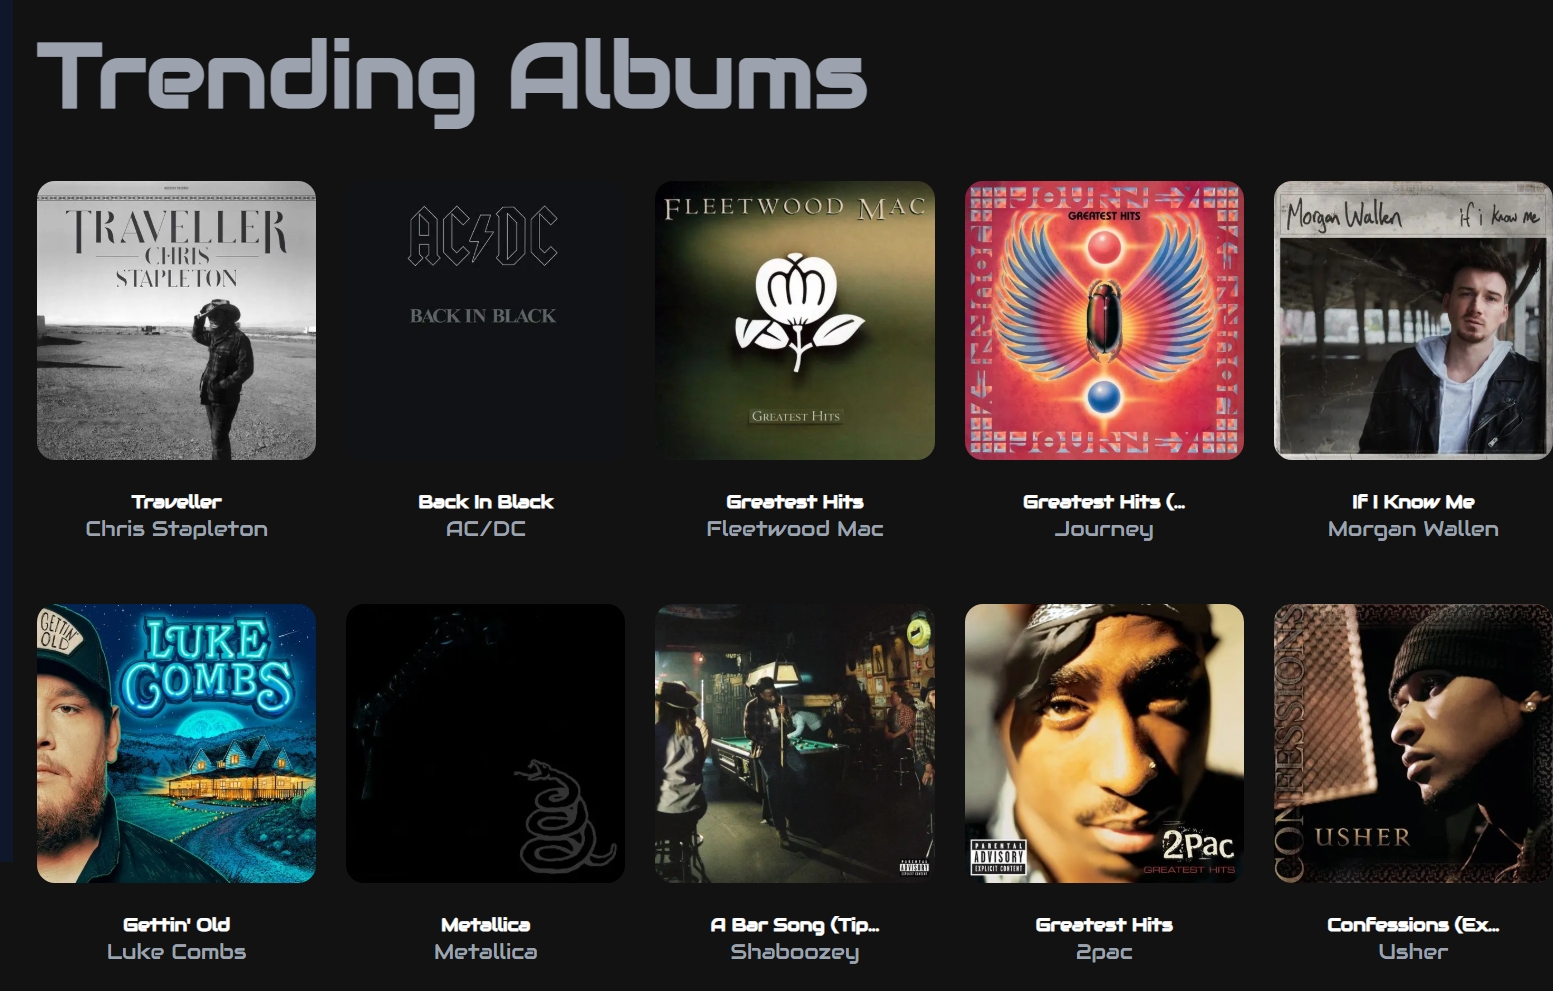 Trending Albums
TRAVELLER
CHRIS
STAPLETON
AC/DC
BACK IN BLACK
FLEETWOOD MAC
GREATEST HITS
JOURNEY
GREATEST HITS
JOURNEY
Morgan Wallen if i know me
Traveller
Chris Stapleton
Back In Black
AC/DC
Greatest Hits
Fleetwood Mac
Greatest Hits (...
Journey
If I Know Me
Morgan Wallen
GETTIN'
OLD
LUKE
COMBS
PARENTAL
ADVISORY
EXPLICIT CONTENT
PARENTAL
ADVISORY
EXPLICIT CONTENT
2Pac
GREATEST HITS
CONFESSIONS
USHER
Gettin' Old
Luke Combs
Metallica
Metallica
A Bar Song (Tip...
Shaboozey
Greatest Hits
2pac
Confessions (Ex...
Usher